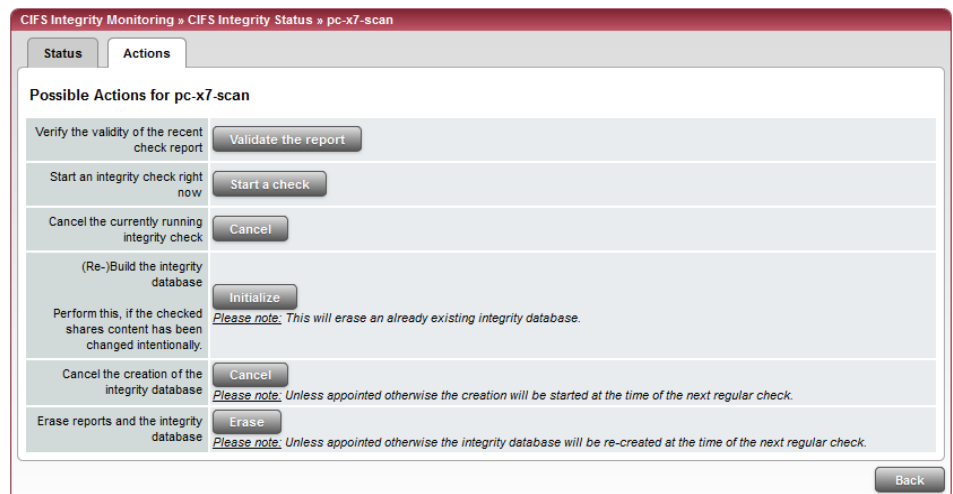 CIFS Integrity Monitoring » CIFS Integrity Status » pc-x7-scan
Status Actions
Possible Actions for pc-x7-scan
Verify the validity of the recent
check report
Validate the report
Start an integrity check right
now
Start a check
Cancel the currently running
integrity check
Cancel
(Re-)Build the integrity
database
Perform this, if the checked
shares content has been
changed intentionally.
Initialize
Please note: This will erase an already existing integrity database.
Cancel the creation of the
integrity database
Cancel
Please note: Unless appointed otherwise the creation will be started at the time of the next regular check.
Erase reports and the integrity
database
Erase
Please note: Unless appointed otherwise the integrity database will be re-created at the time of the next regular check.
Back